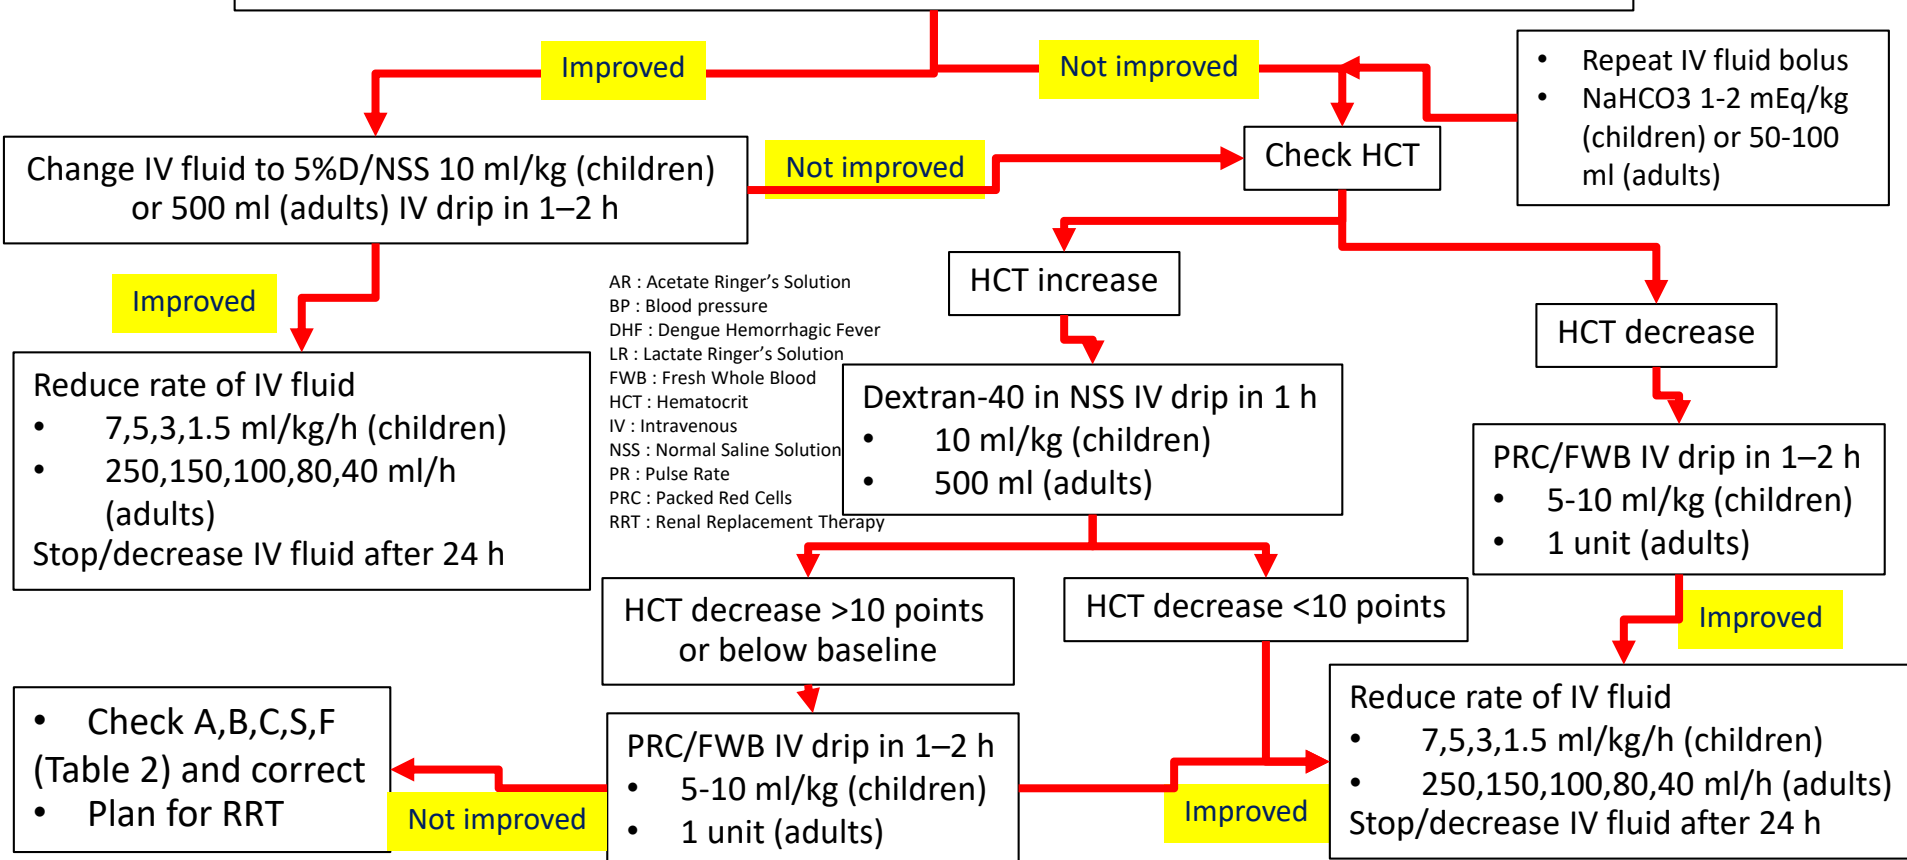 Improved
Not improved
• Repeat IV fluid bolus
• NaHCO3 1-2 mEq/kg
(children) or 50-100
ml (adults)
Change IV fluid to 5%D/NSS 10 ml/kg (children)
or 500 ml (adults) IV drip in 1–2 h
Not improved
Check HCT
Improved
AR : Acetate Ringer's Solution
BP : Blood pressure
DHF : Dengue Hemorrhagic Fever
LR : Lactate Ringer's Solution
FWB : Fresh Whole Blood
HCT : Hematocrit
IV : Intravenous
NSS : Normal Saline Solution
PR : Pulse Rate
PRC : Packed Red Cells
RRT : Renal Replacement Therapy
HCT increase
HCT decrease
Reduce rate of IV fluid
• 7,5,3,1.5 ml/kg/h (children)
• 250,150,100,80,40 ml/h
(adults)
Stop/decrease IV fluid after 24 h
Dextran-40 in NSS IV drip in 1 h
• 10 ml/kg (children)
• 500 ml (adults)
PRC/FWB IV drip in 1–2 h
• 5-10 ml/kg (children)
• 1 unit (adults)
HCT decrease >10 points
or below baseline
HCT decrease <10 points
Improved
• Check A,B,C,S,F
(Table 2) and correct
• Plan for RRT
Not improved
PRC/FWB IV drip in 1–2 h
• 5-10 ml/kg (children)
• 1 unit (adults)
Improved
Reduce rate of IV fluid
• 7,5,3,1.5 ml/kg/h (children)
• 250,150,100,80,40 ml/h (adults)
Stop/decrease IV fluid after 24 h